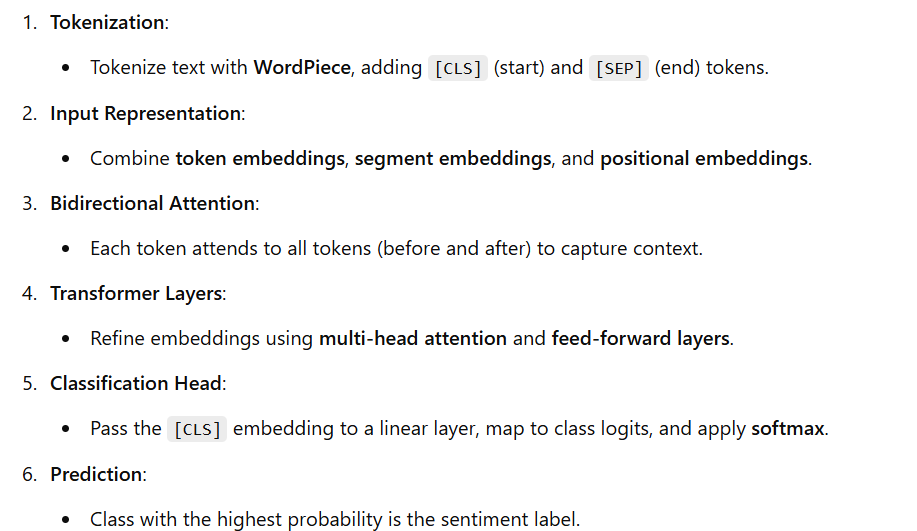 1. Tokenization:
• Tokenize text with WordPiece, adding [CLS] (start) and [SEP] (end) tokens.
2. Input Representation:
• Combine token embeddings, segment embeddings, and positional embeddings.
3. Bidirectional Attention:
• Each token attends to all tokens (before and after) to capture context.
4. Transformer Layers:
• Refine embeddings using multi-head attention and feed-forward layers.
5. Classification Head:
• Pass the [CLS] embedding to a linear layer, map to class logits, and apply softmax.
6. Prediction:
• Class with the highest probability is the sentiment label.